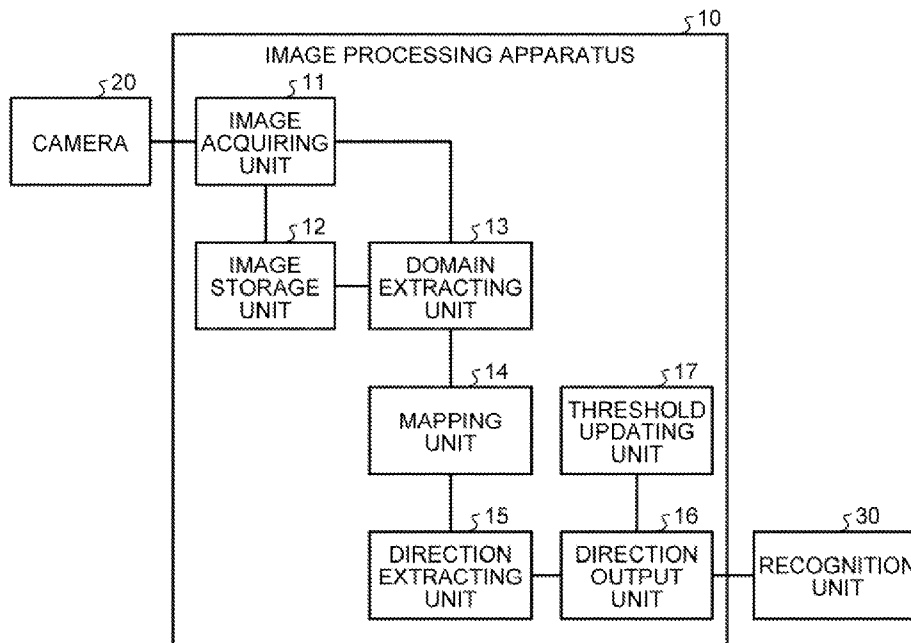 10
IMAGE PROCESSING APPARATUS
20
CAMERA
11
IMAGE
ACQUIRING
UNIT
12
IMAGE
STORAGE
UNIT
13
DOMAIN
EXTRACTING
UNIT
14
MAPPING
UNIT
17
THRESHOLD
UPDATING
UNIT
15
DIRECTION
EXTRACTING
UNIT
16
DIRECTION
OUTPUT
UNIT
30
RECOGNITION
UNIT